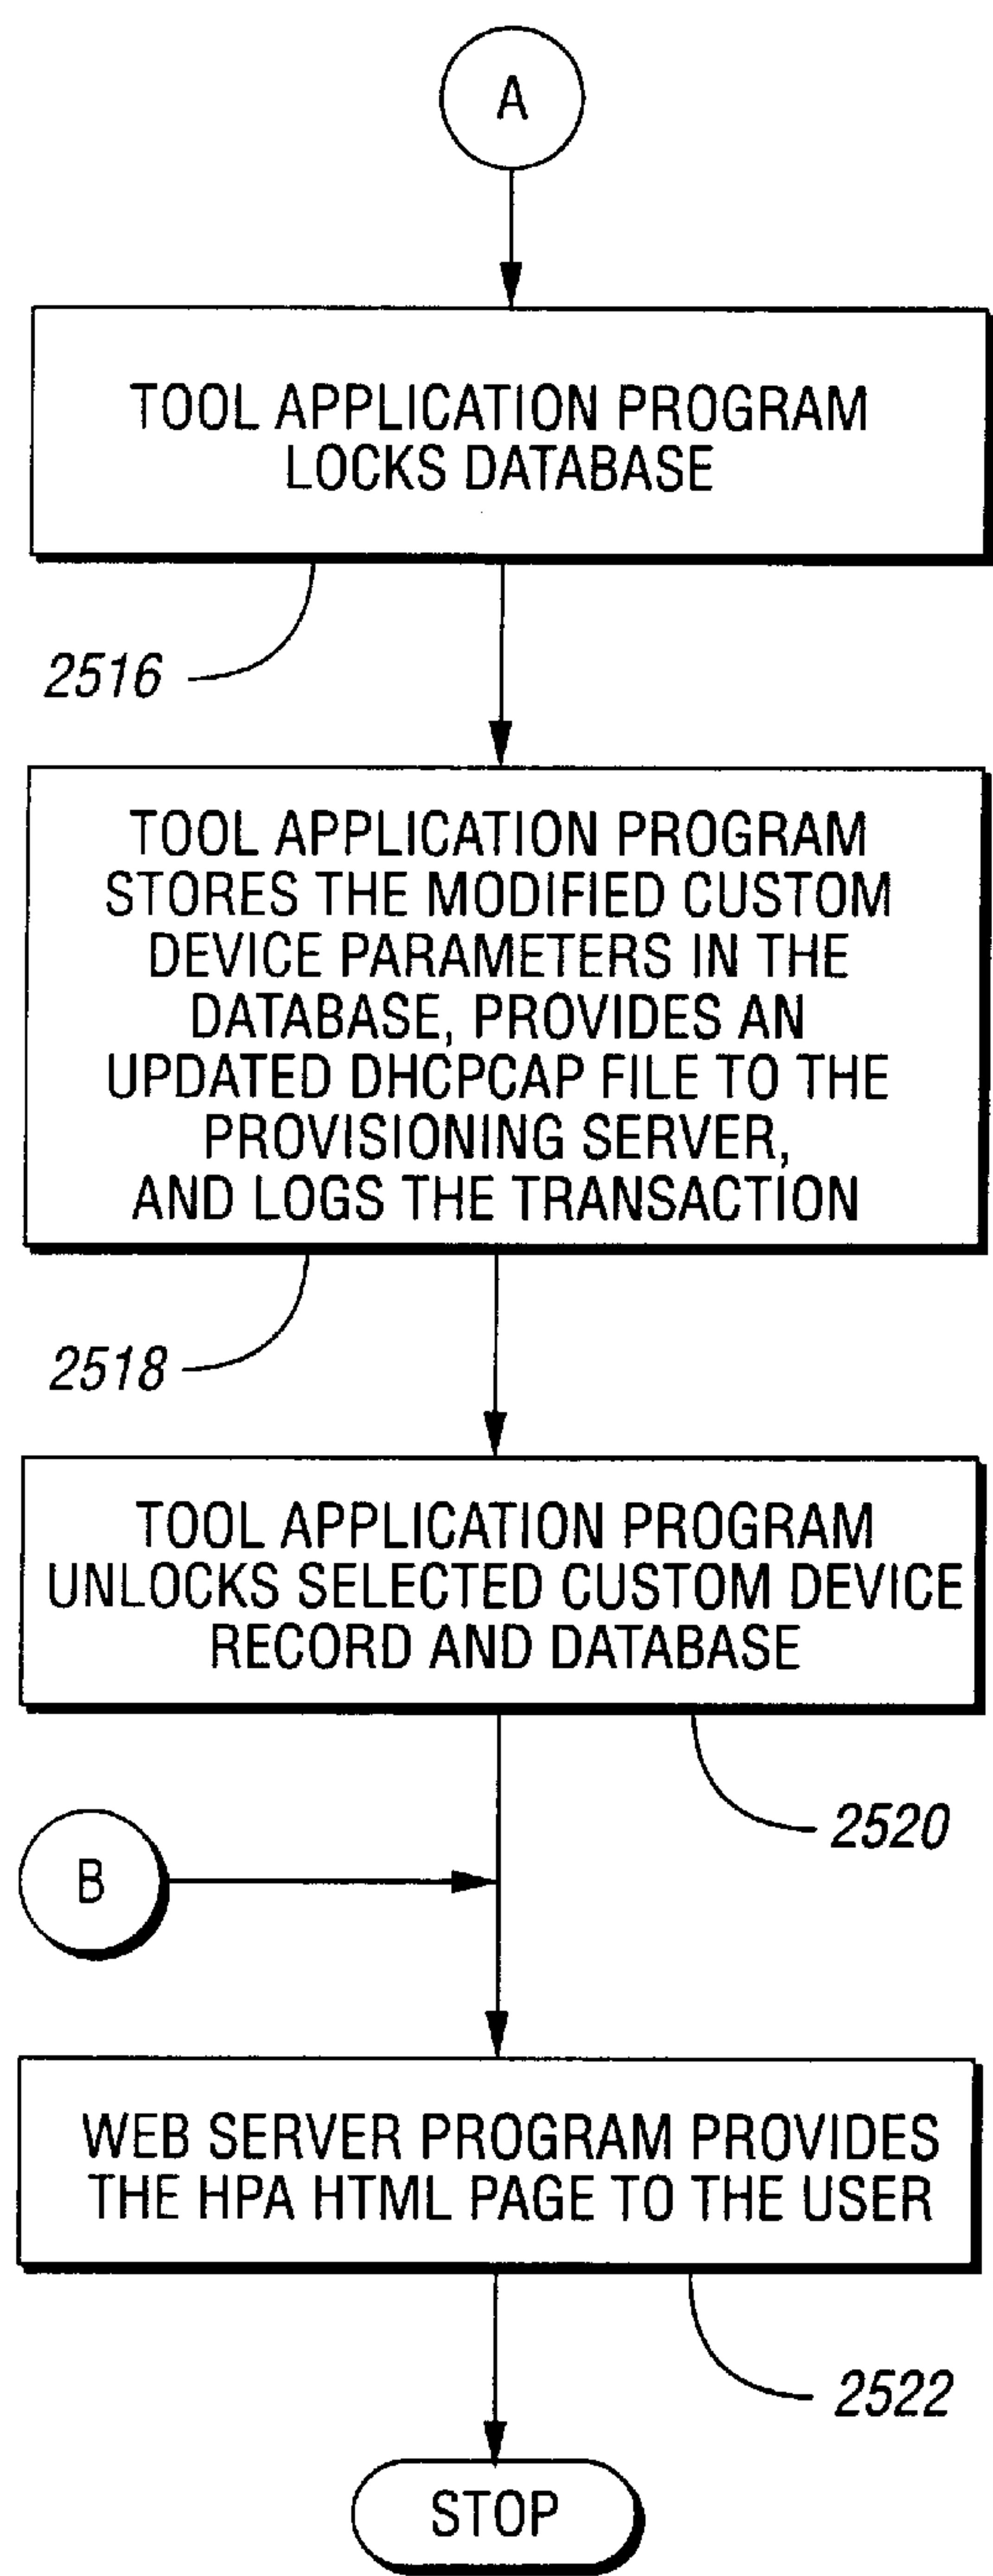 A
TOOL APPLICATION PROGRAM
LOCKS DATABASE
2516
TOOL APPLICATION PROGRAM
STORES THE MODIFIED CUSTOM
DEVICE PARAMETERS IN THE
DATABASE, PROVIDES AN
UPDATED DHCPCAP FILE TO THE
PROVISIONING SERVER,
AND LOGS THE TRANSACTION
2518
TOOL APPLICATION PROGRAM
UNLOCKS SELECTED CUSTOM DEVICE
RECORD AND DATABASE
2520
B
WEB SERVER PROGRAM PROVIDES
THE HPA HTML PAGE TO THE USER
2522
STOP